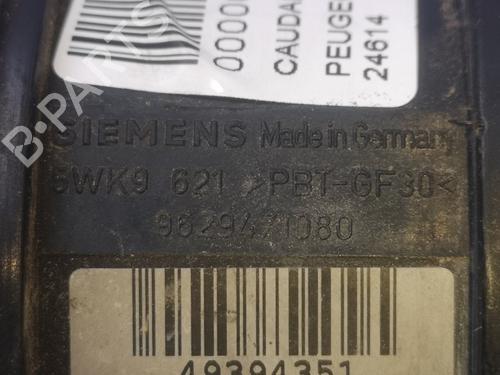 0000
CAUDA
PEUGE
24614
B-PARTS
SIEMENS Made in Germany
5WK9 621 >PBT-GF30<
9629471080
49394351